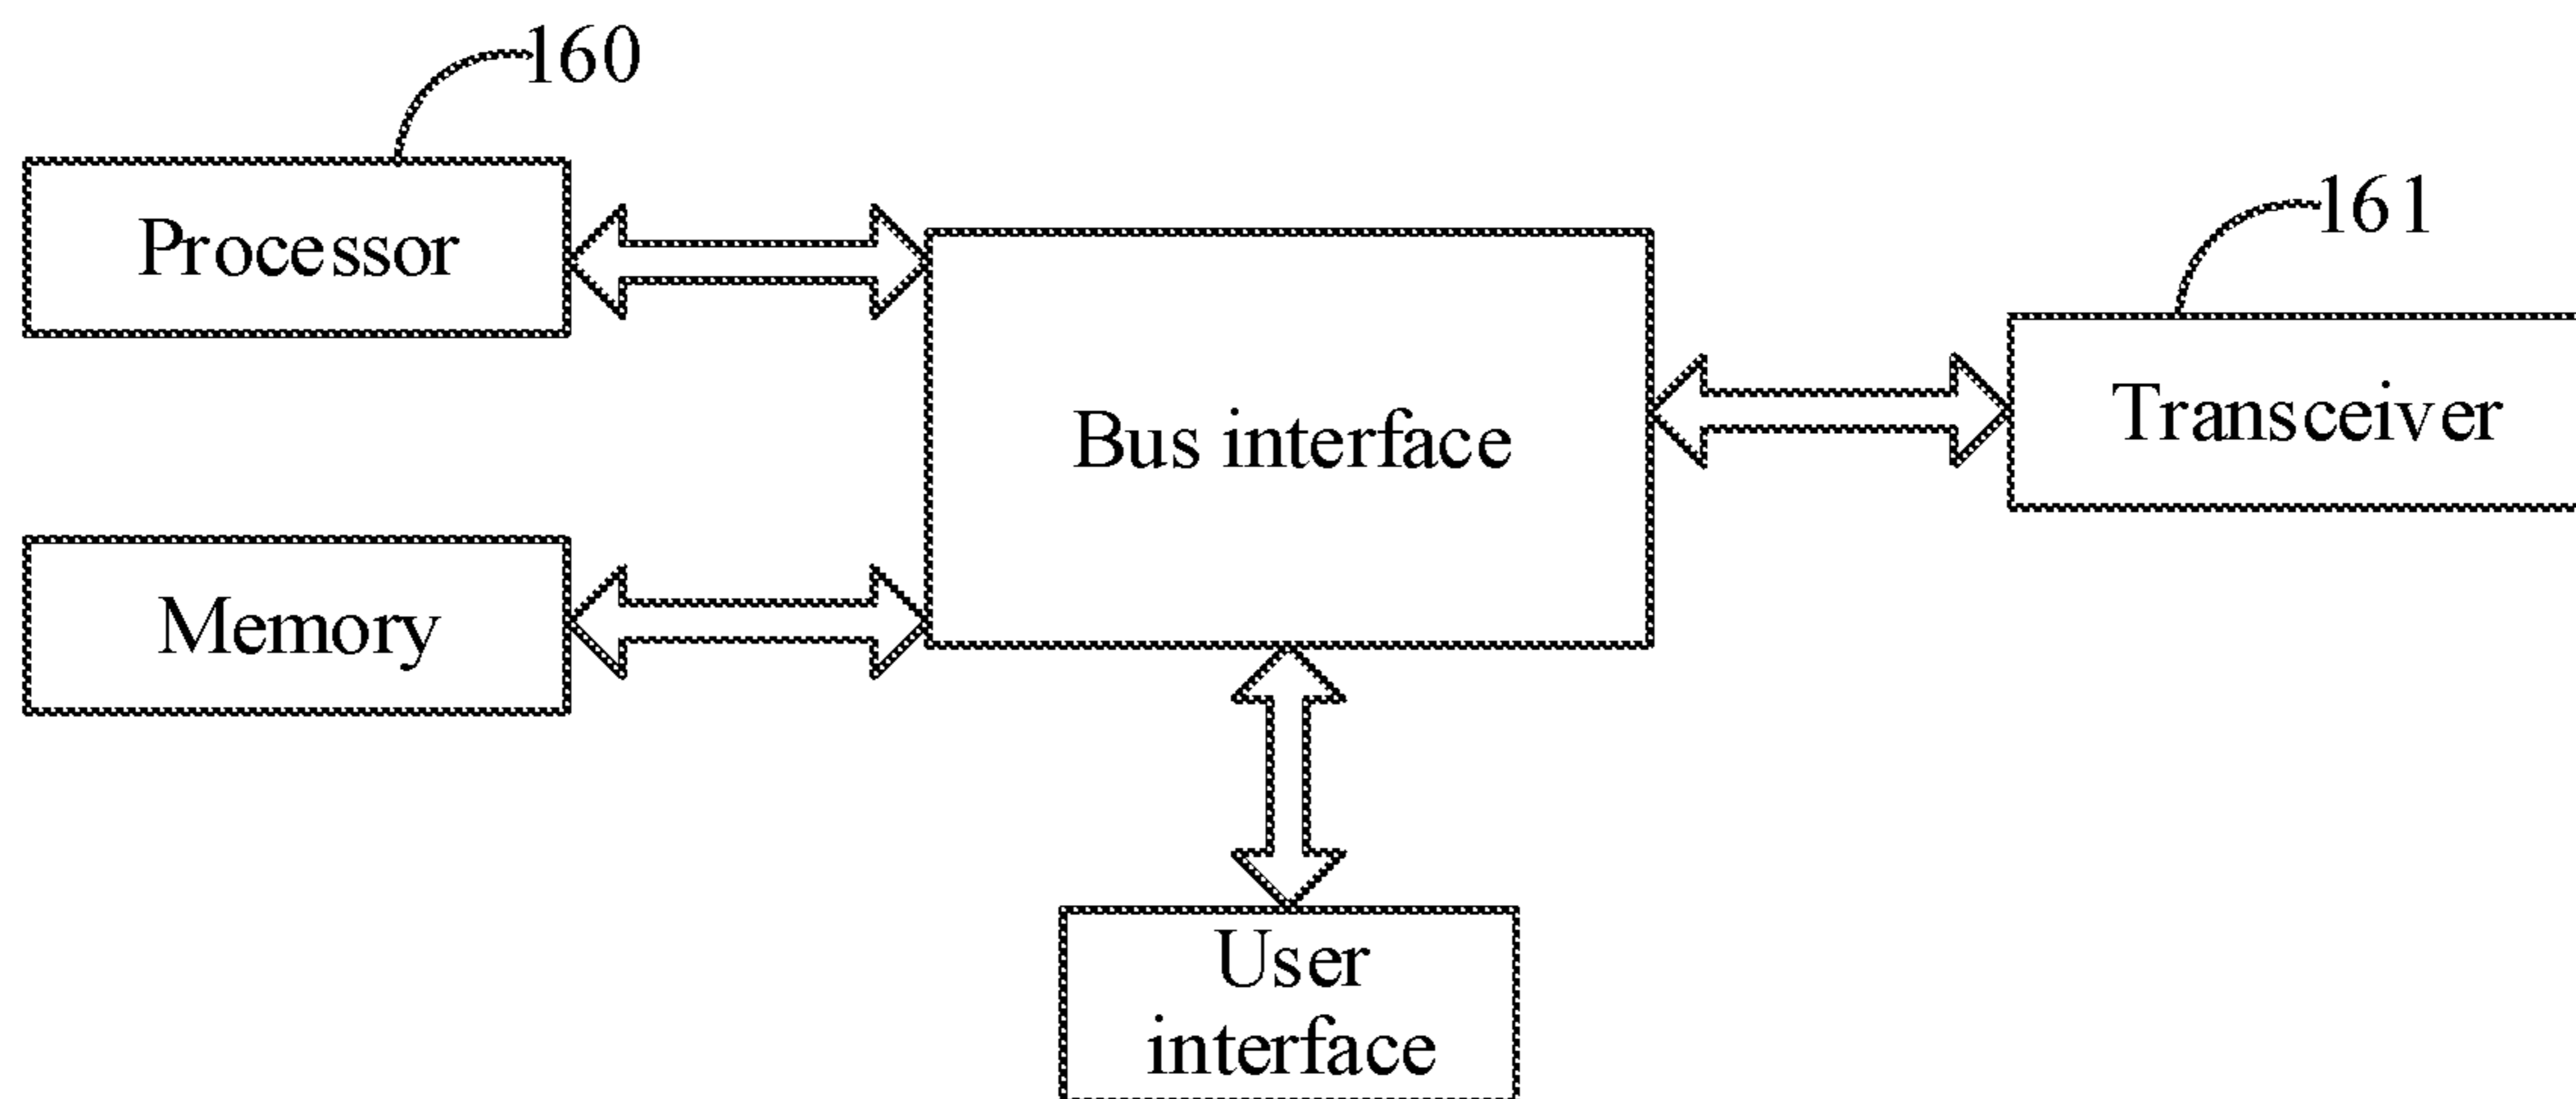 160
Processor
161
Bus interface
Transceiver
Memory
User
interface